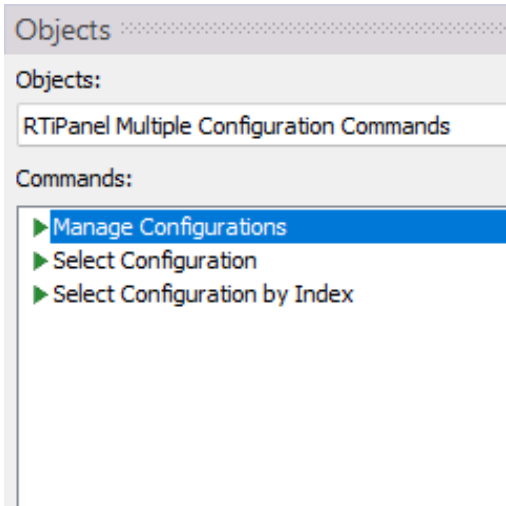 Objects
Objects:
RTiPanel Multiple Configuration Commands
Commands:
Manage Configurations
Select Configuration
Select Configuration by Index